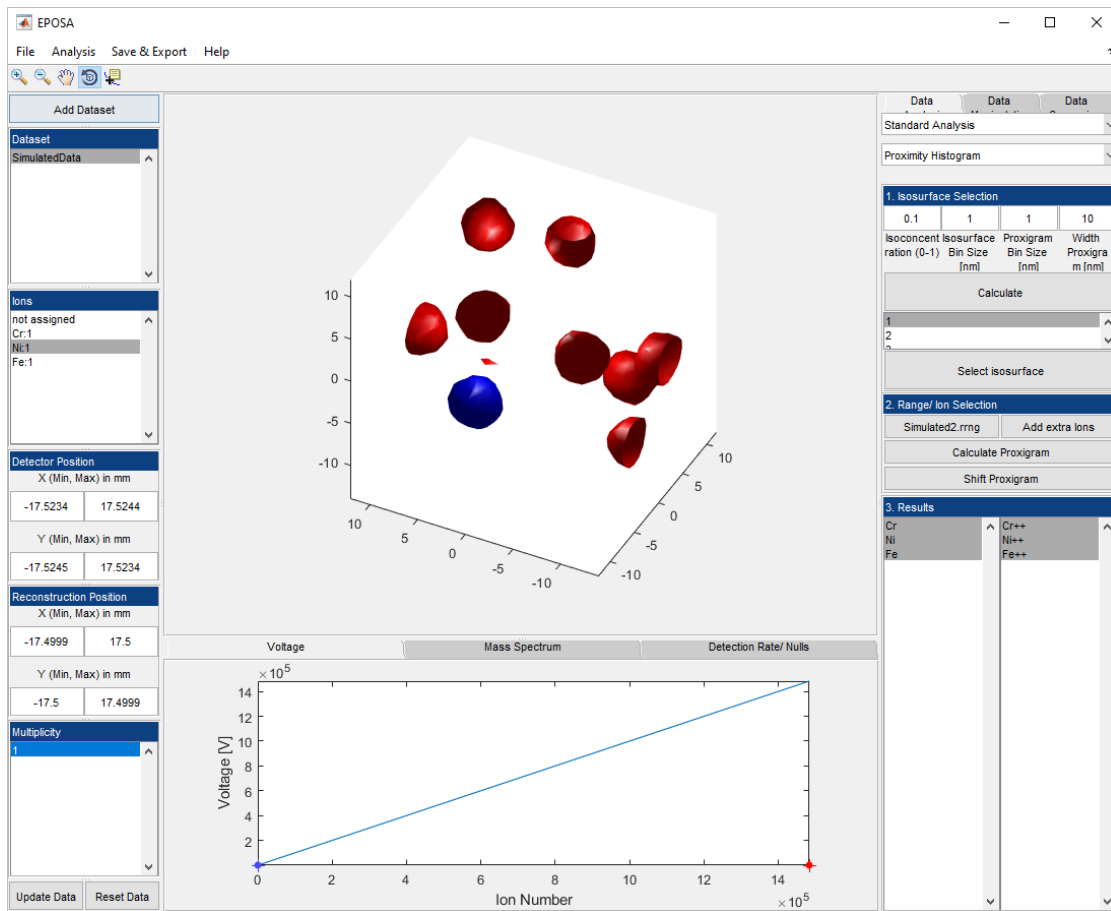 EPOSA
File Analysis Save & Export Help
Add Dataset
Dataset
SimulatedData
Ions
not assigned
Cr:1
Ni:1
Fe:1
Detector Position
X (Min, Max) in mm
-17.5234 17.5244
Y (Min, Max) in mm
-17.5245 17.5234
Reconstruction Position
X (Min, Max) in mm
-17.4999 17.5
Y (Min, Max) in mm
-17.5 17.4999
Multiplicity
1
Update Data Reset Data
10
5
0
-5
-10
10
5
0
-5
-10
10
5
0
-5
-10
Voltage Mass Spectrum Detection Rate/ Nulls
×10^5
14
12
10
8
6
4
2
Voltage [V]
0 2 4 6 8 10 12 14
Ion Number
×10^5
Data Data Data
Standard Analysis
Proximity Histogram
1. Isosurface Selection
0.1 1 1 10
Isoconcent Isosurface Proxigram Width
ration (0-1) Bin Size Bin Size Proxigra
[nm] [nm] m [nm]
Calculate
1
2
Select isosurface
2. Range/ Ion Selection
Simulated2.rrng Add extra Ions
Calculate Proxigram
Shift Proxigram
3. Results
Cr Cr++
Ni Ni++
Fe Fe++